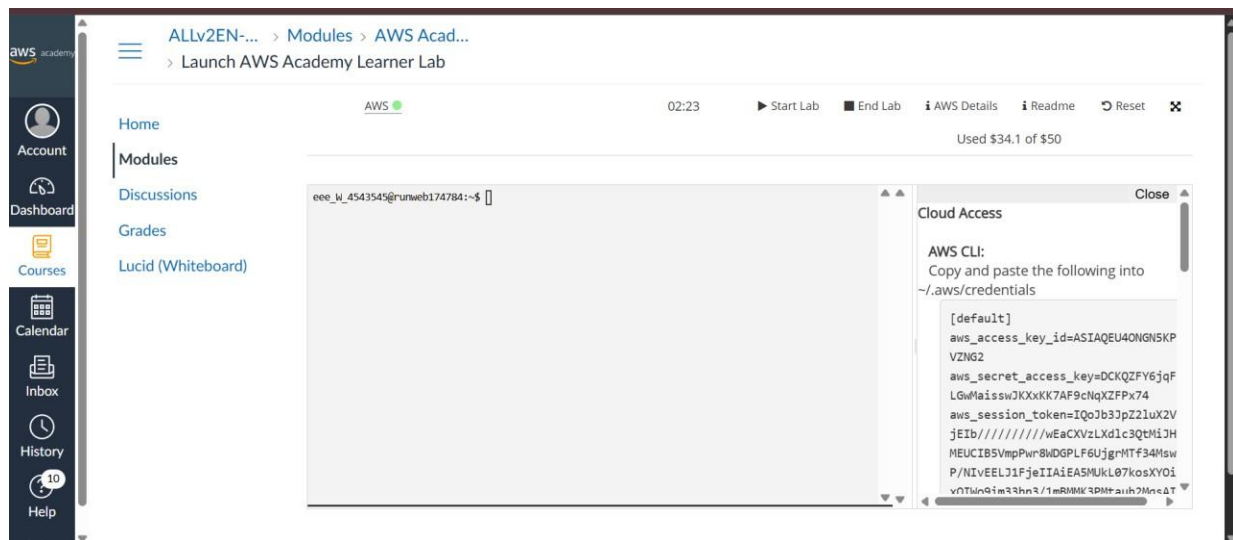 aws academy
ALLv2EN-... > Modules > AWS Acad...
> Launch AWS Academy Learner Lab
Account
Dashboard
Courses
Calendar
Inbox
History
10
Help
Home
Modules
Discussions
Grades
Lucid (Whiteboard)
AWS
02:23
Start Lab
End Lab
i AWS Details
i Readme
Reset
Used $34.1 of $50
eee_W_4543545@runweb174784:~$
Close
Cloud Access
AWS CLI:
Copy and paste the following into
~/.aws/credentials
[default]
aws_access_key_id=ASIAQEU4ONGN5KP
VZNG2
aws_secret_access_key=DCKQZFY6jqF
LGwMaisswJKXxKK7AF9cNqXZFPx74
aws_session_token=IQoJb3JpZ2luX2V
jEIb//////////wEaCXVzLXdlc3QtMiJH
MEUCIB5VmpPwr8WDGPLF6UjgrMTf34Msw
P/NIvEELJ1FjeIIAiEA5MUkL07kosXYOi